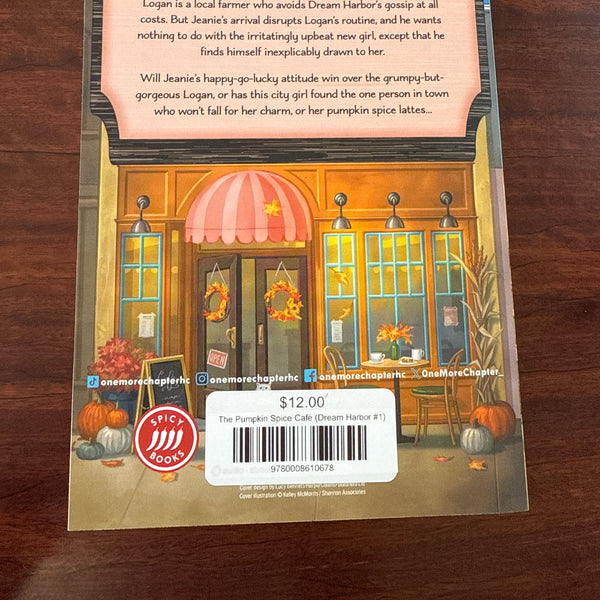 Logan is a local farmer who avoids Dream Harbor's gossip at all
costs. But Jeanie's arrival disrupts Logan's routine, and he wants
nothing to do with the irritatingly upbeat new girl, except that he
finds himself inexplicably drawn to her.
Will Jeanie's happy-go-lucky attitude win over the grumpy-but-
gorgeous Logan, or has this city girl found the one person in town
who won't fall for her charm, or her pumpkin spice lattes...
OPEN
onemorechapterhc onemorechapterhc onemorechapterhc OneMoreChapter_
SPICY
BOOKS
$12.00
The Pumpkin Spice Café (Dream Harbor #1)
9780008610678
Cover illustration © Kelley McMorris / Shannon Associates